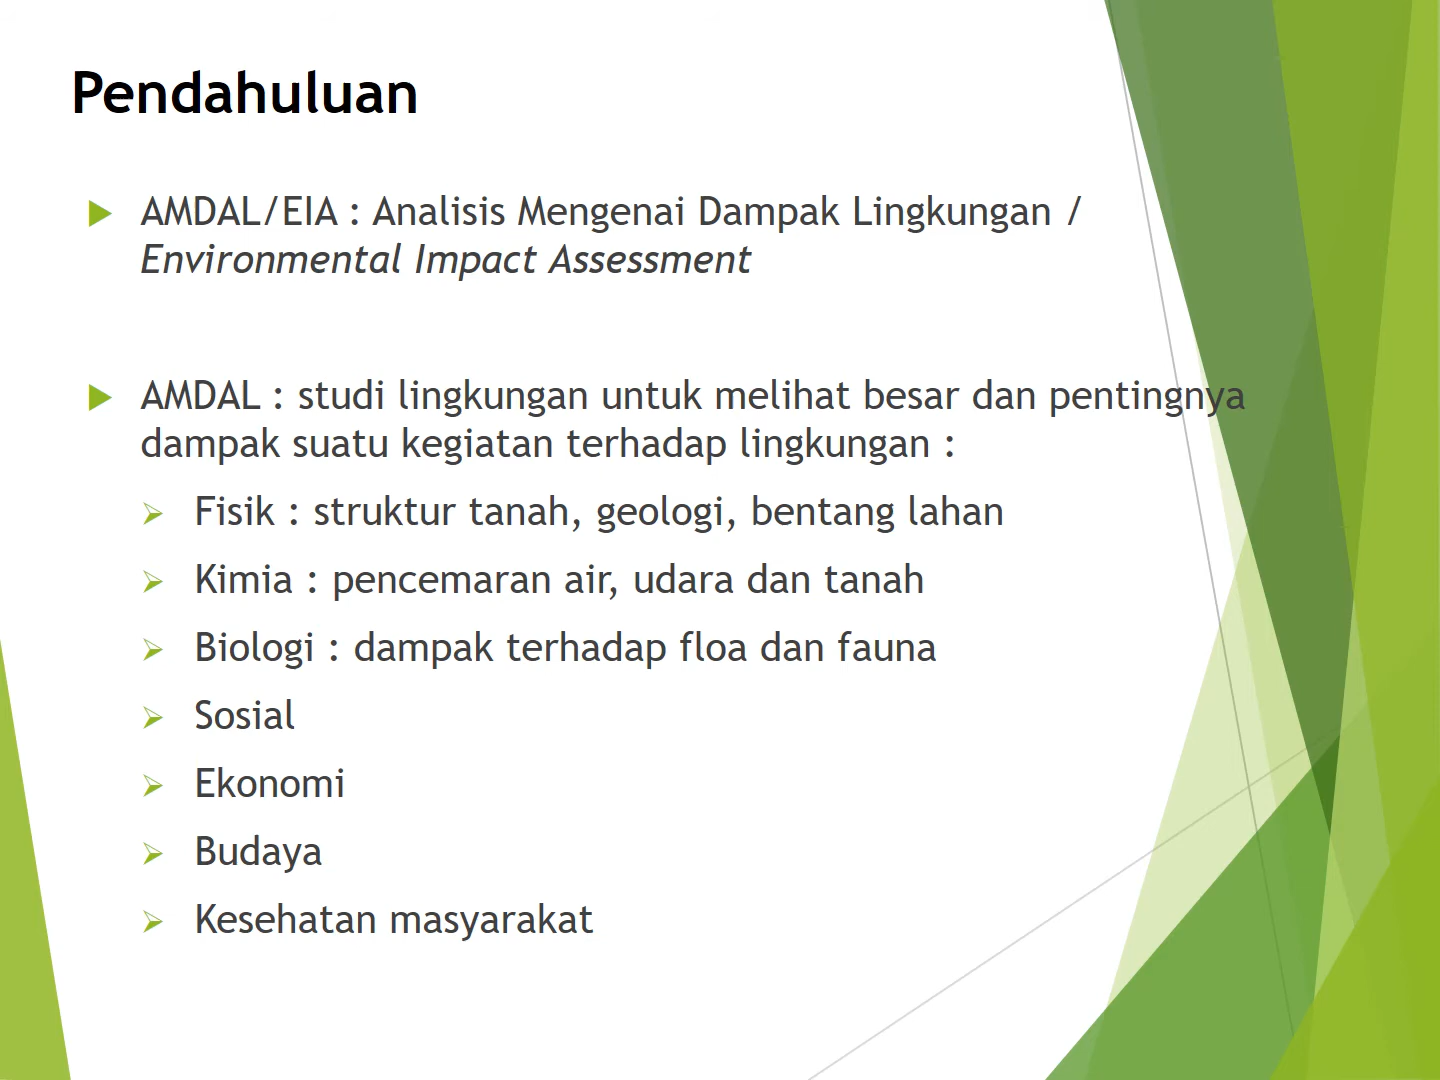 Pendahuluan
AMDAL/EIA : Analisis Mengenai Dampak Lingkungan /
Environmental Impact Assessment
AMDAL : studi lingkungan untuk melihat besar dan pentingnya
dampak suatu kegiatan terhadap lingkungan :
Fisik : struktur tanah, geologi, bentang lahan
Kimia : pencemaran air, udara dan tanah
Biologi : dampak terhadap floa dan fauna
Sosial
Ekonomi
Budaya
Kesehatan masyarakat